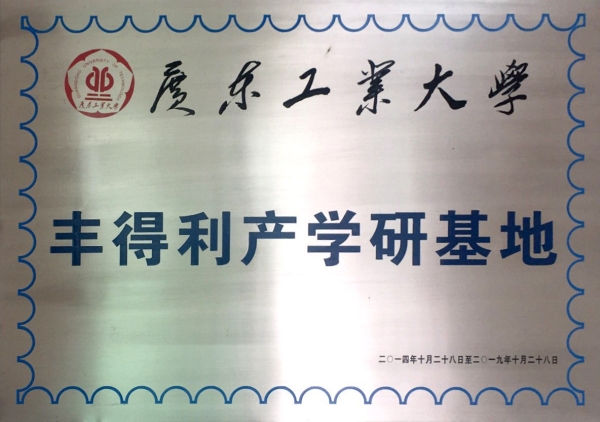 廣东工業大學
丰得利产学研基地
二〇一四年十月二十八日至二〇一九年十月二十八日